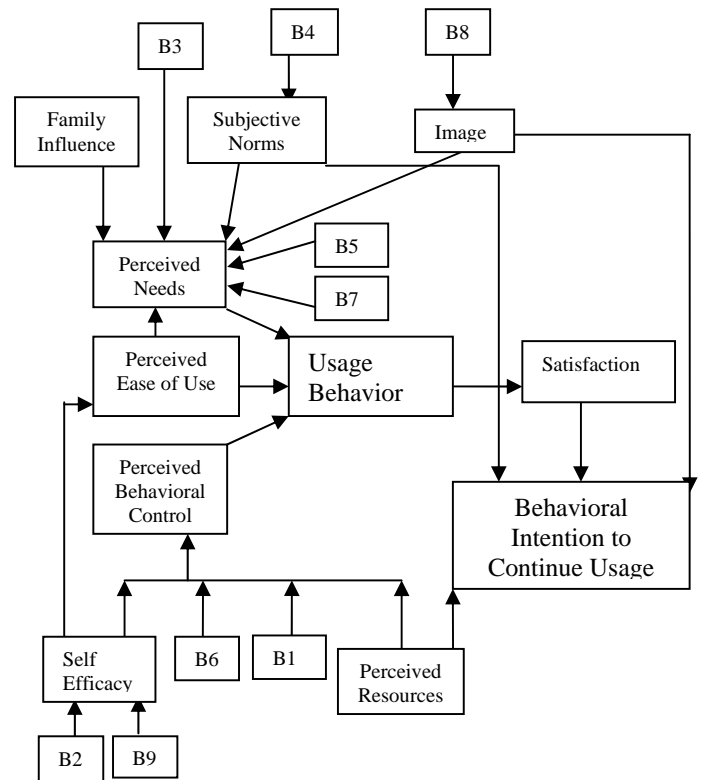 B3
B4
B8
Family
Influence
Subjective
Norms
Image
Perceived
Needs
B5
B7
Perceived
Ease of Use
Usage
Behavior
Satisfaction
Perceived
Behavioral
Control
Behavioral
Intention to
Continue Usage
Self
Efficacy
B6
B1
Perceived
Resources
B2
B9